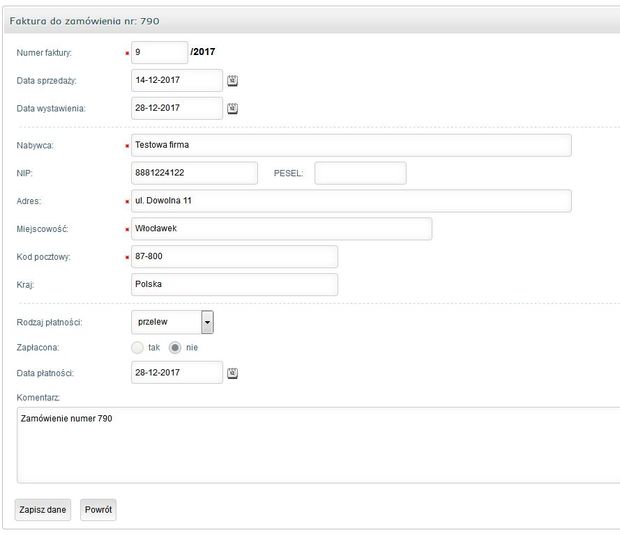 Faktura do zamówienia nr: 790
Numer faktury: 9 /2017
Data sprzedaży: 14-12-2017
Data wystawienia: 28-12-2017
Nabywca: Testowa firma
NIP: 8881224122 PESEL:
Adres: ul. Dowolna 11
Miejscowość: Włocławek
Kod pocztowy: 87-800
Kraj: Polska
Rodzaj płatności: przelew
Zapłacona: tak nie
Data płatności: 28-12-2017
Komentarz:
Zamówienie numer 790
Zapisz dane Powrót